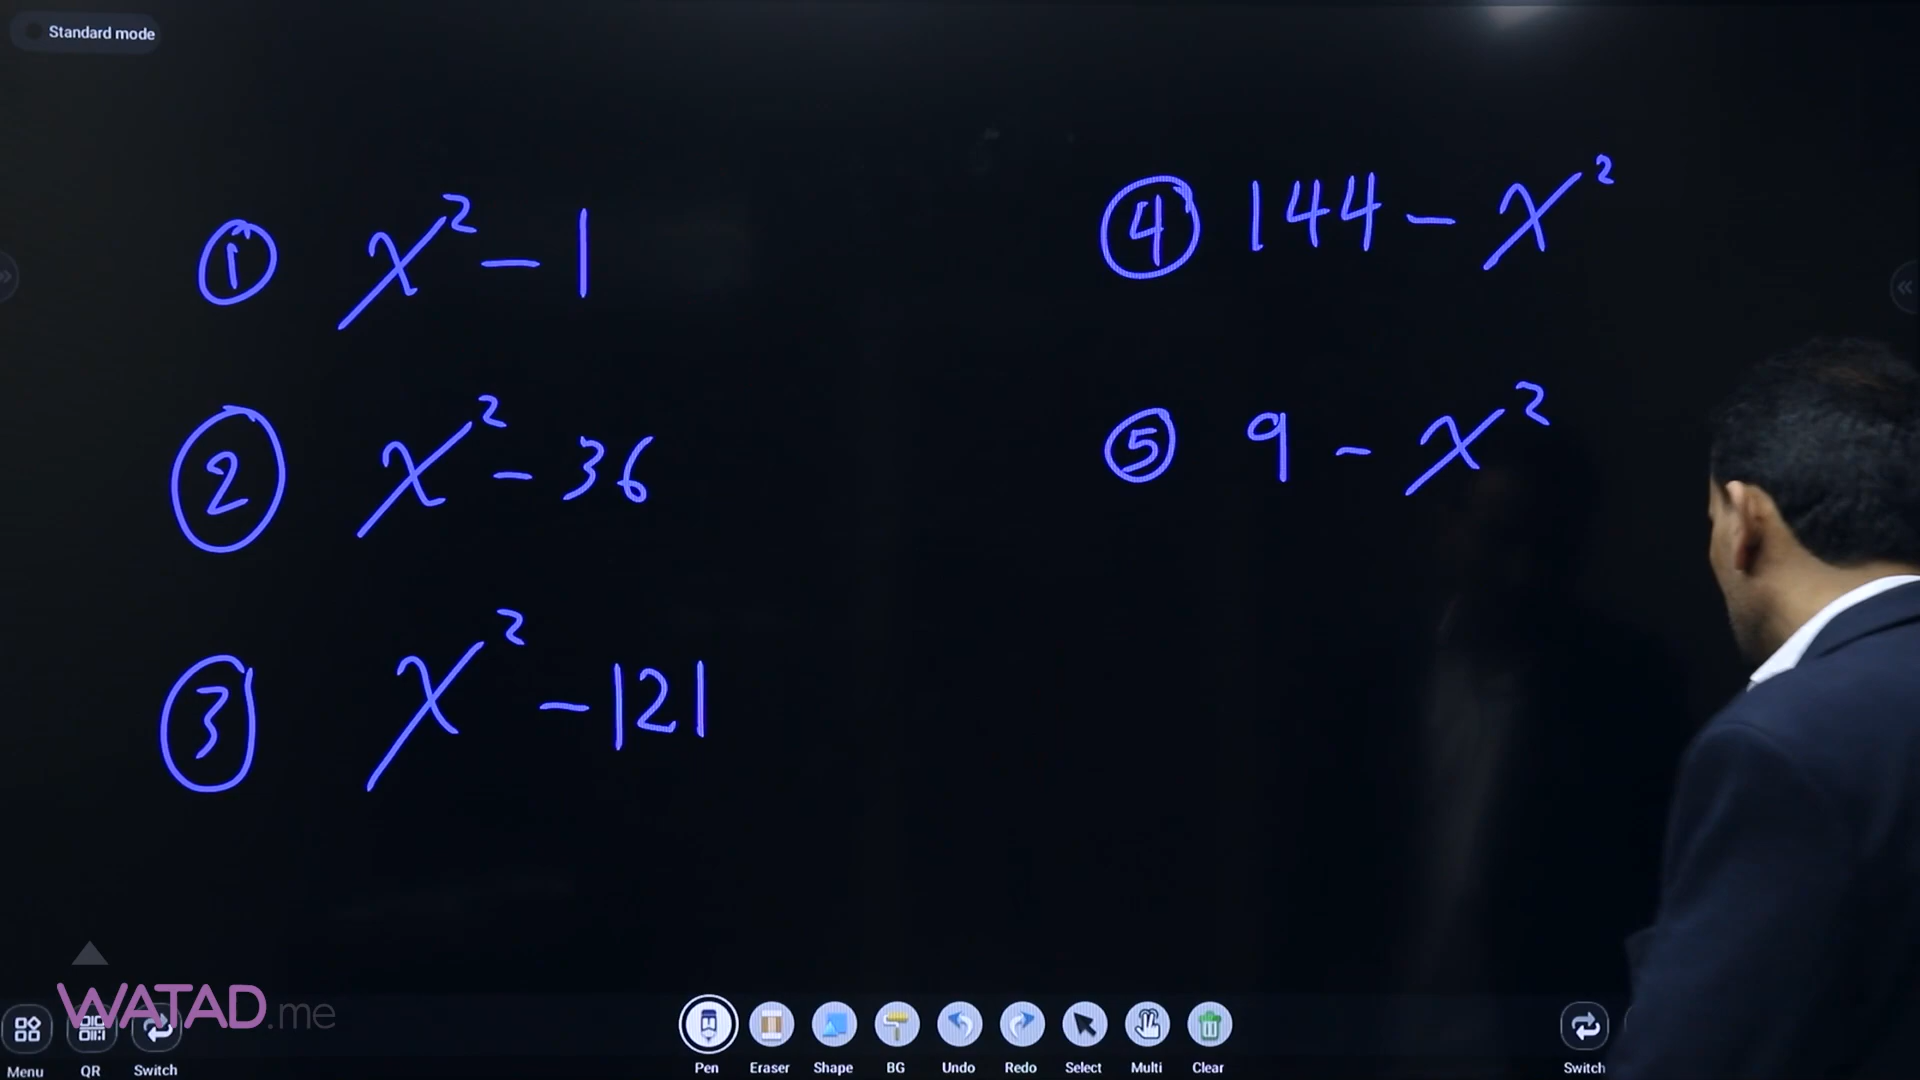 Standard mode
① x² - 1
② x² - 36
③ x² - 121
④ 144 - x²
⑤ 9 - x²
WATAD.me
Menu QR Switch Pen Eraser Shape BG Undo Redo Select Multi Clear Switch